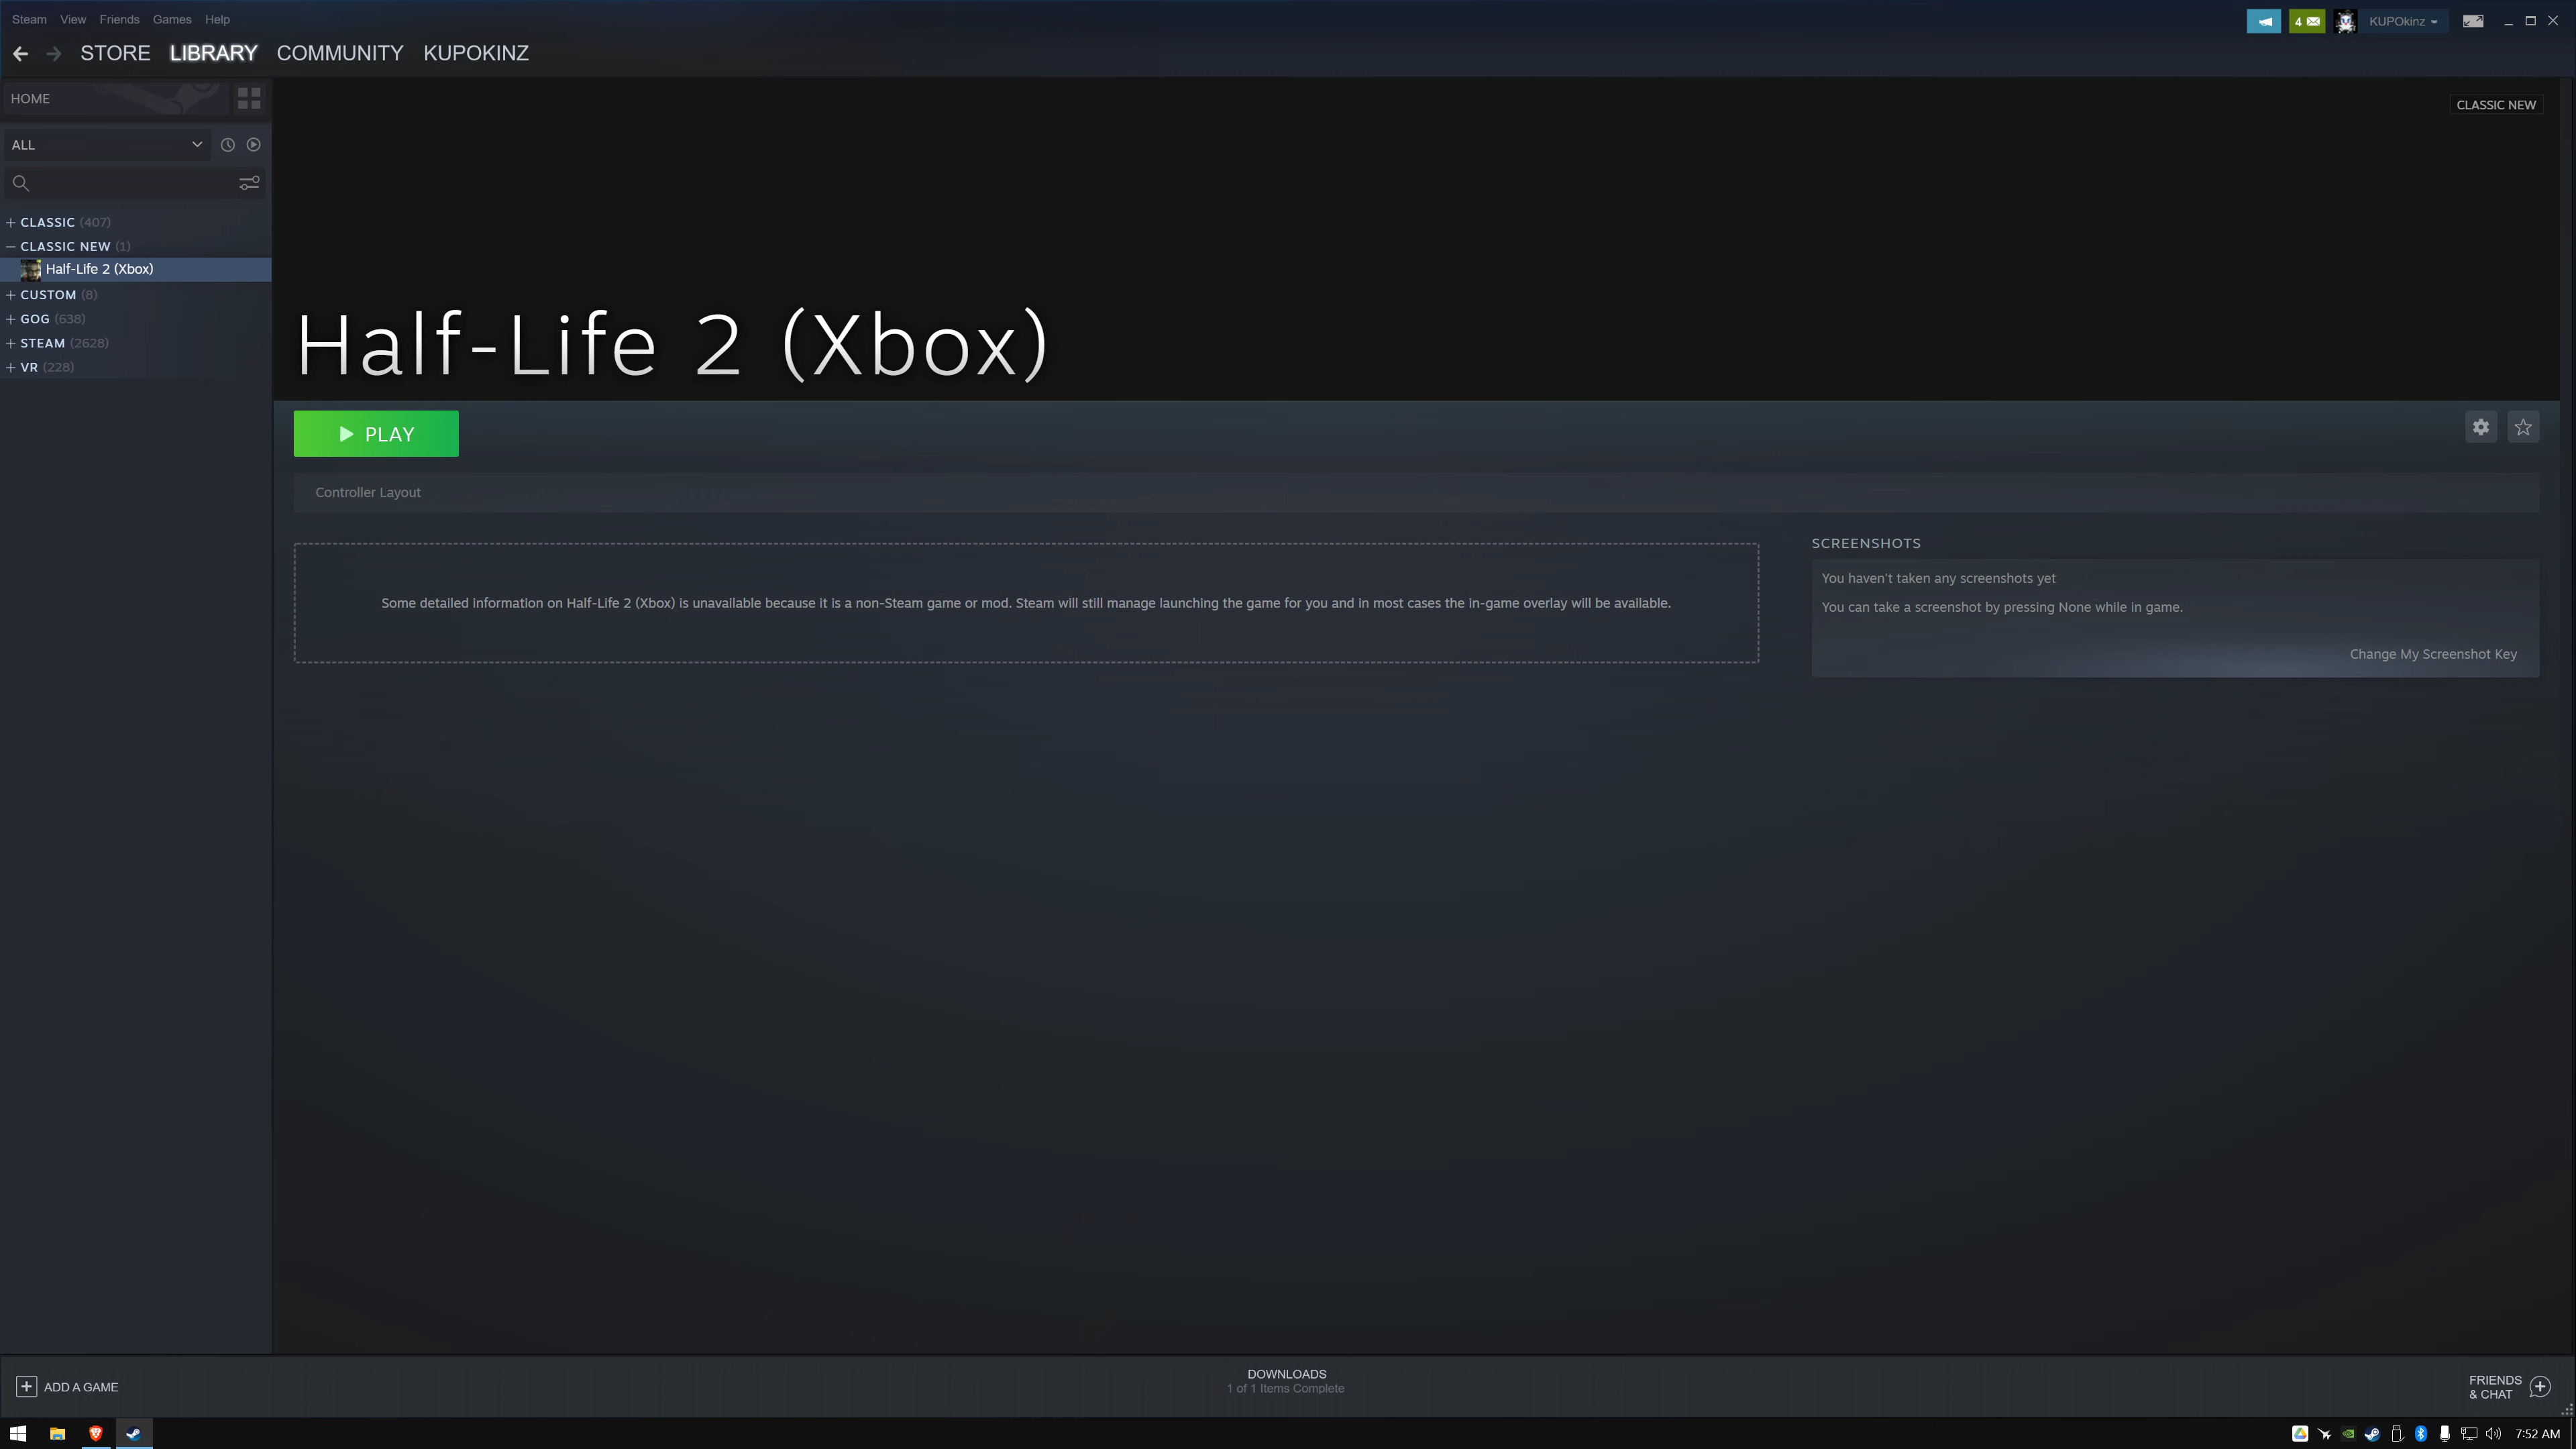 Steam View Friends Games Help
4 KUPOkinz
STORE LIBRARY COMMUNITY KUPOKINZ
HOME
CLASSIC NEW
ALL
CLASSIC (407)
CLASSIC NEW (1)
Half-Life 2 (Xbox)
CUSTOM (8)
GOG (638)
STEAM (2628)
VR (228)
Half-Life 2 (Xbox)
PLAY
Controller Layout
Some detailed information on Half-Life 2 (Xbox) is unavailable because it is a non-Steam game or mod. Steam will still manage launching the game for you and in most cases the in-game overlay will be available.
SCREENSHOTS
You haven't taken any screenshots yet
You can take a screenshot by pressing None while in game.
Change My Screenshot Key
ADD A GAME
DOWNLOADS
1 of 1 Items Complete
FRIENDS
& CHAT
7:52 AM